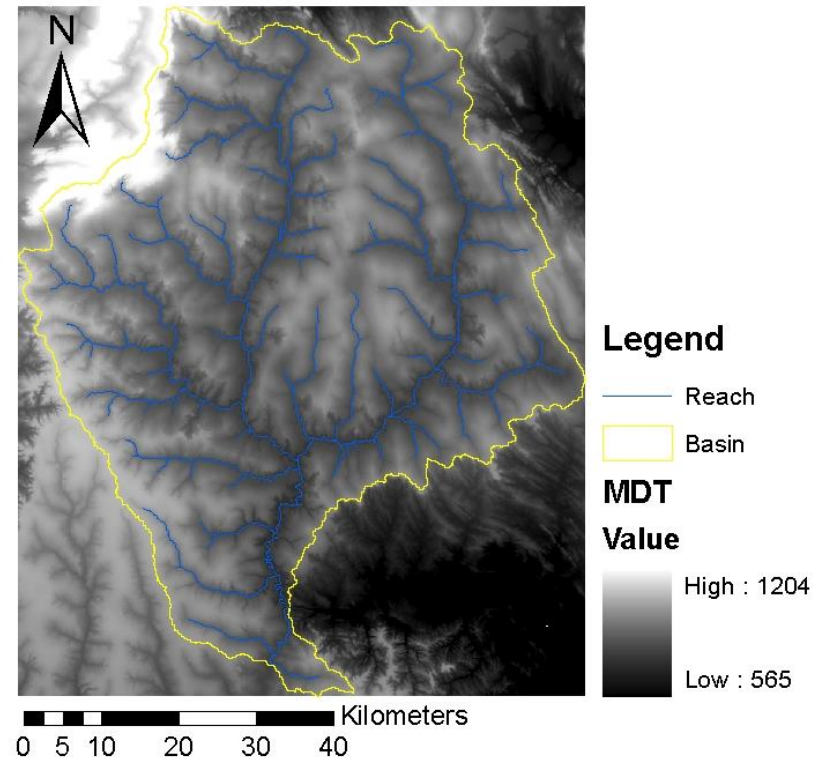 N
Legend
Reach
Basin
MDT
Value
High : 1204
Low : 565
Kilometers
0 5 10 20 30 40